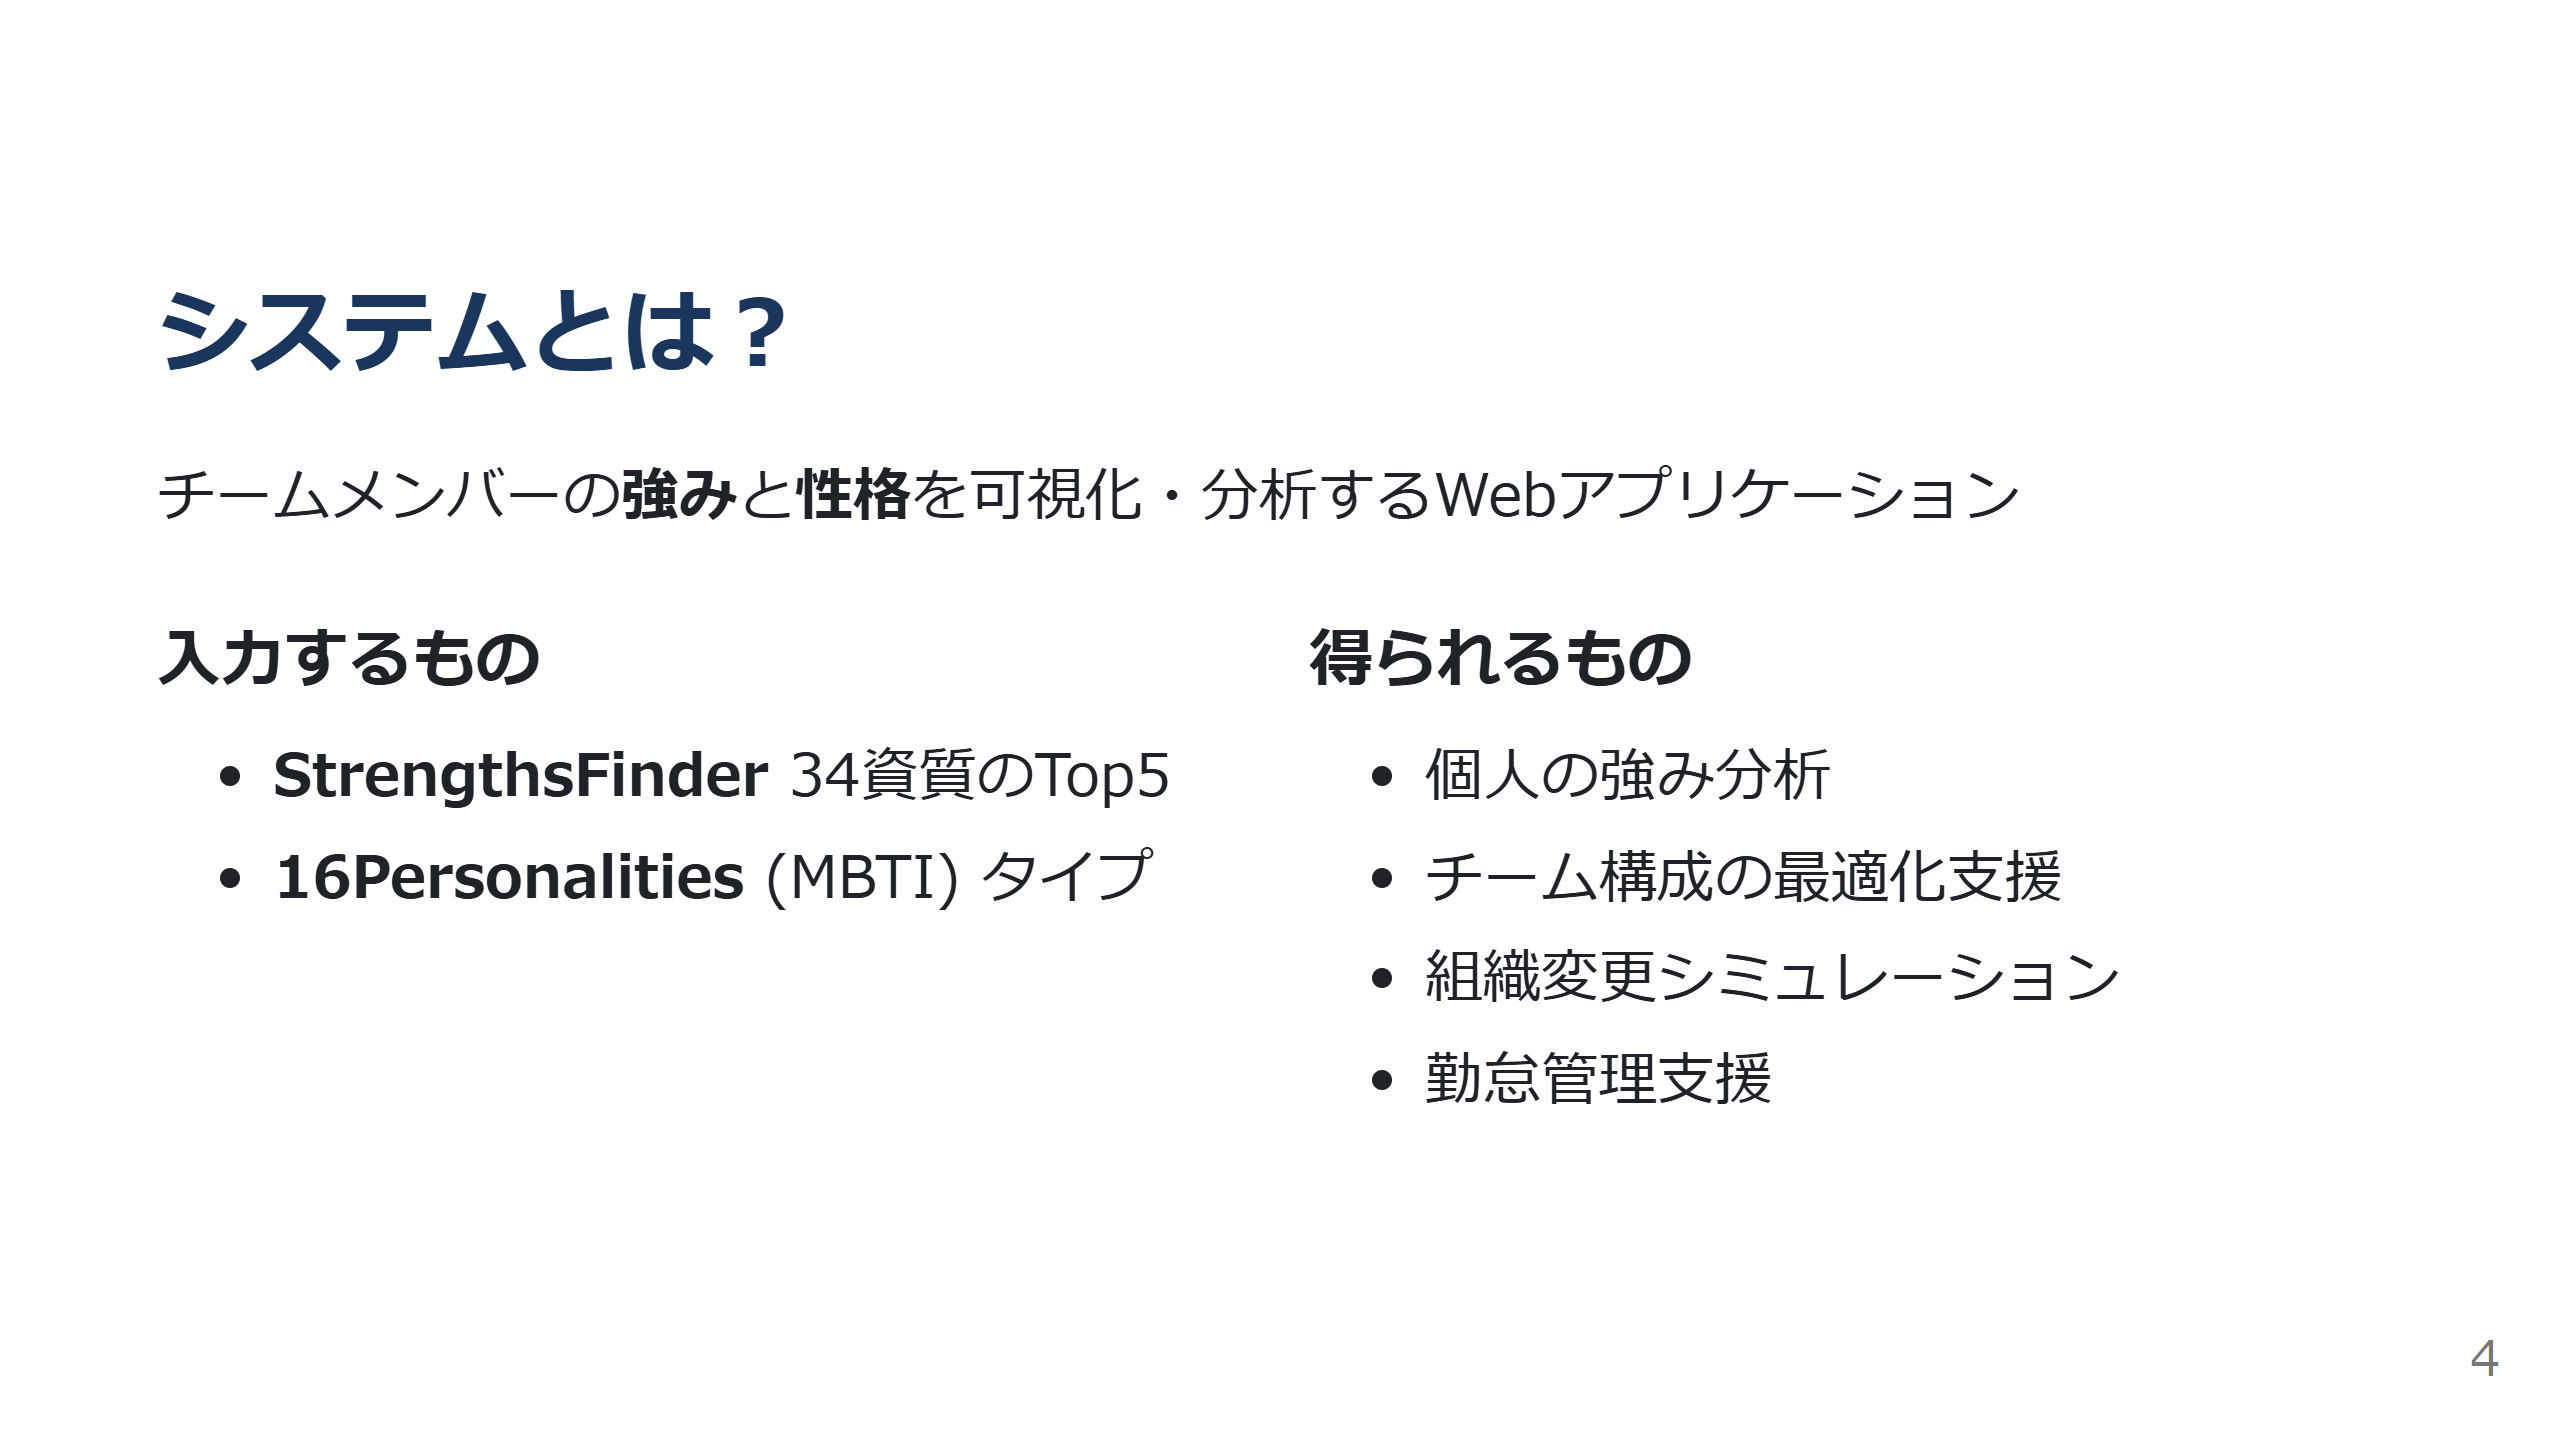 システムとは？
チームメンバーの強みと性格を可視化・分析するWebアプリケーション
入力するもの
• StrengthsFinder 34資質のTop5
• 16Personalities (MBTI) タイプ
得られるもの
• 個人の強み分析
• チーム構成の最適化支援
• 組織変更シミュレーション
• 勤怠管理支援
4